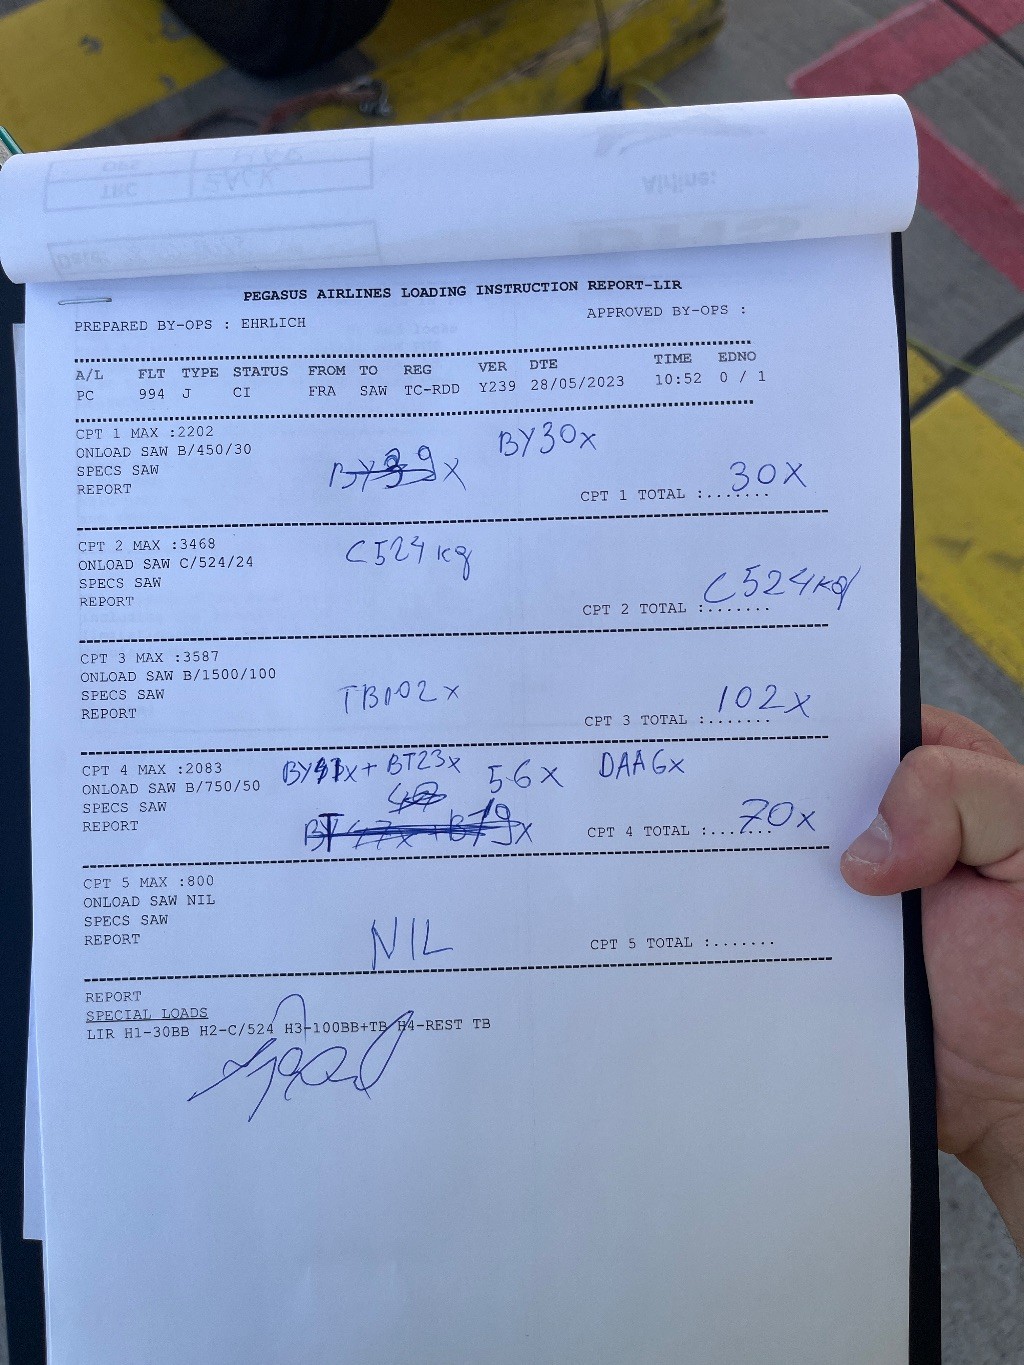 PEGASUS AIRLINES LOADING INSTRUCTION REPORT-LIR
PREPARED BY-OPS : EHRLICH APPROVED BY-OPS :
A/L FLT TYPE STATUS FROM TO REG VER DTE TIME EDNO
PC 994 J CI FRA SAW TC-RDD Y239 28/05/2023 10:52 0 / 1
CPT 1 MAX :2202
ONLOAD SAW B/450/30 BY30x
SPECS SAW
REPORT
CPT 1 TOTAL :....... 30x
CPT 2 MAX :3468
ONLOAD SAW C/524/24 C524kg
SPECS SAW
REPORT
CPT 2 TOTAL :....... C524kg
CPT 3 MAX :3587
ONLOAD SAW B/1500/100
SPECS SAW TB102x
REPORT
CPT 3 TOTAL :....... 102x
CPT 4 MAX :2083 BT23x DAAGx
ONLOAD SAW B/750/50 56x
SPECS SAW
REPORT
CPT 4 TOTAL :....... 70x
CPT 5 MAX :800
ONLOAD SAW NIL
SPECS SAW
REPORT NIL
CPT 5 TOTAL :.......
REPORT
SPECIAL LOADS
LIR H1-30BB H2-C/524 H3-100BB+TB H4-REST TB